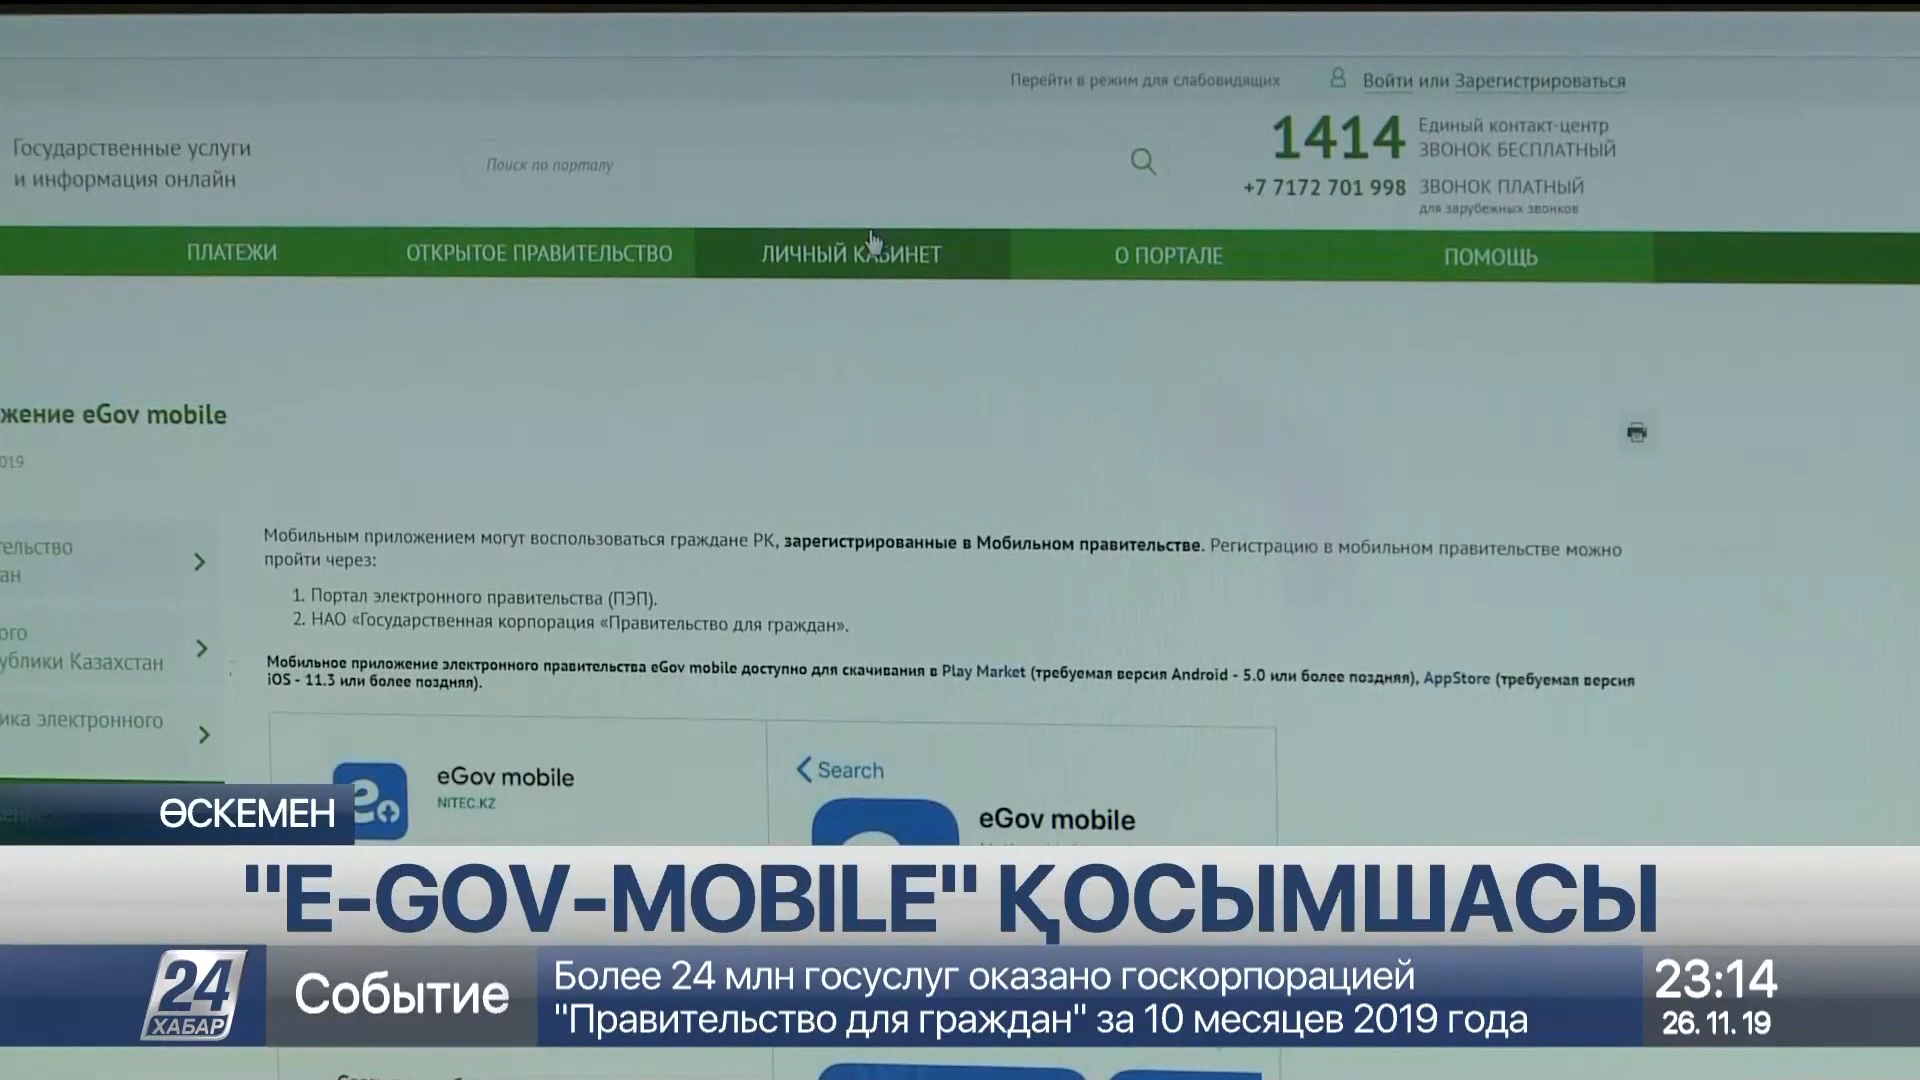 Перейти в режим для слабовидящих
Войти или Зарегистрироваться
Государственные услуги
и информация онлайн
Поиск по порталу
1414
Единый контакт-центр
ЗВОНОК БЕСПЛАТНЫЙ
+7 7172 701 998 ЗВОНОК ПЛАТНЫЙ
для зарубежных звонков
ПЛАТЕЖИ ОТКРЫТОЕ ПРАВИТЕЛЬСТВО ЛИЧНЫЙ КАБИНЕТ О ПОРТАЛЕ ПОМОЩЬ
жение eGov mobile
019
тельство
ан
ого
ублики Казахстан
ика электронного
Мобильным приложением могут воспользоваться граждане РК, зарегистрированные в Мобильном правительстве. Регистрацию в мобильном правительстве можно
пройти через:
1. Портал электронного правительства (ПЭП).
2. НАО «Государственная корпорация «Правительство для граждан».
Мобильное приложение электронного правительства eGov mobile доступно для скачивания в Play Market (требуемая версия Android - 5.0 или более поздняя), AppStore (требуемая версия
iOS - 11.3 или более поздняя).
eGov mobile
NITEC.KZ
Search
eGov mobile
ӨСКЕМЕН
"E-GOV-MOBILE" ҚОСЫМШАСЫ
24
ХАБАР
Событие
Более 24 млн госуслуг оказано госкорпорацией
"Правительство для граждан" за 10 месяцев 2019 года
23:14
26.11.19